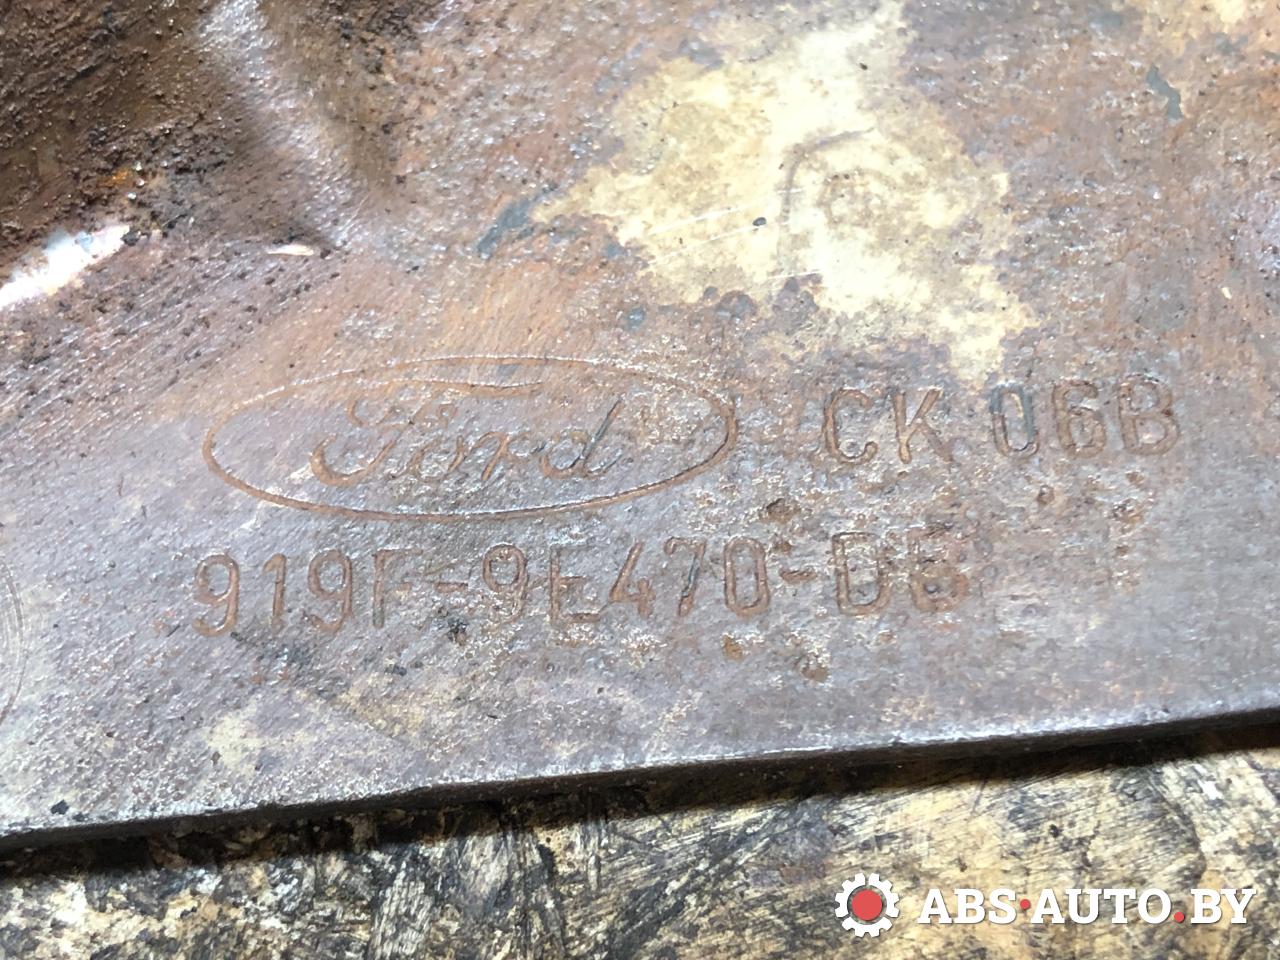 Ford CK 06B
919F-9E470-DB
ABS·AUTO.BY